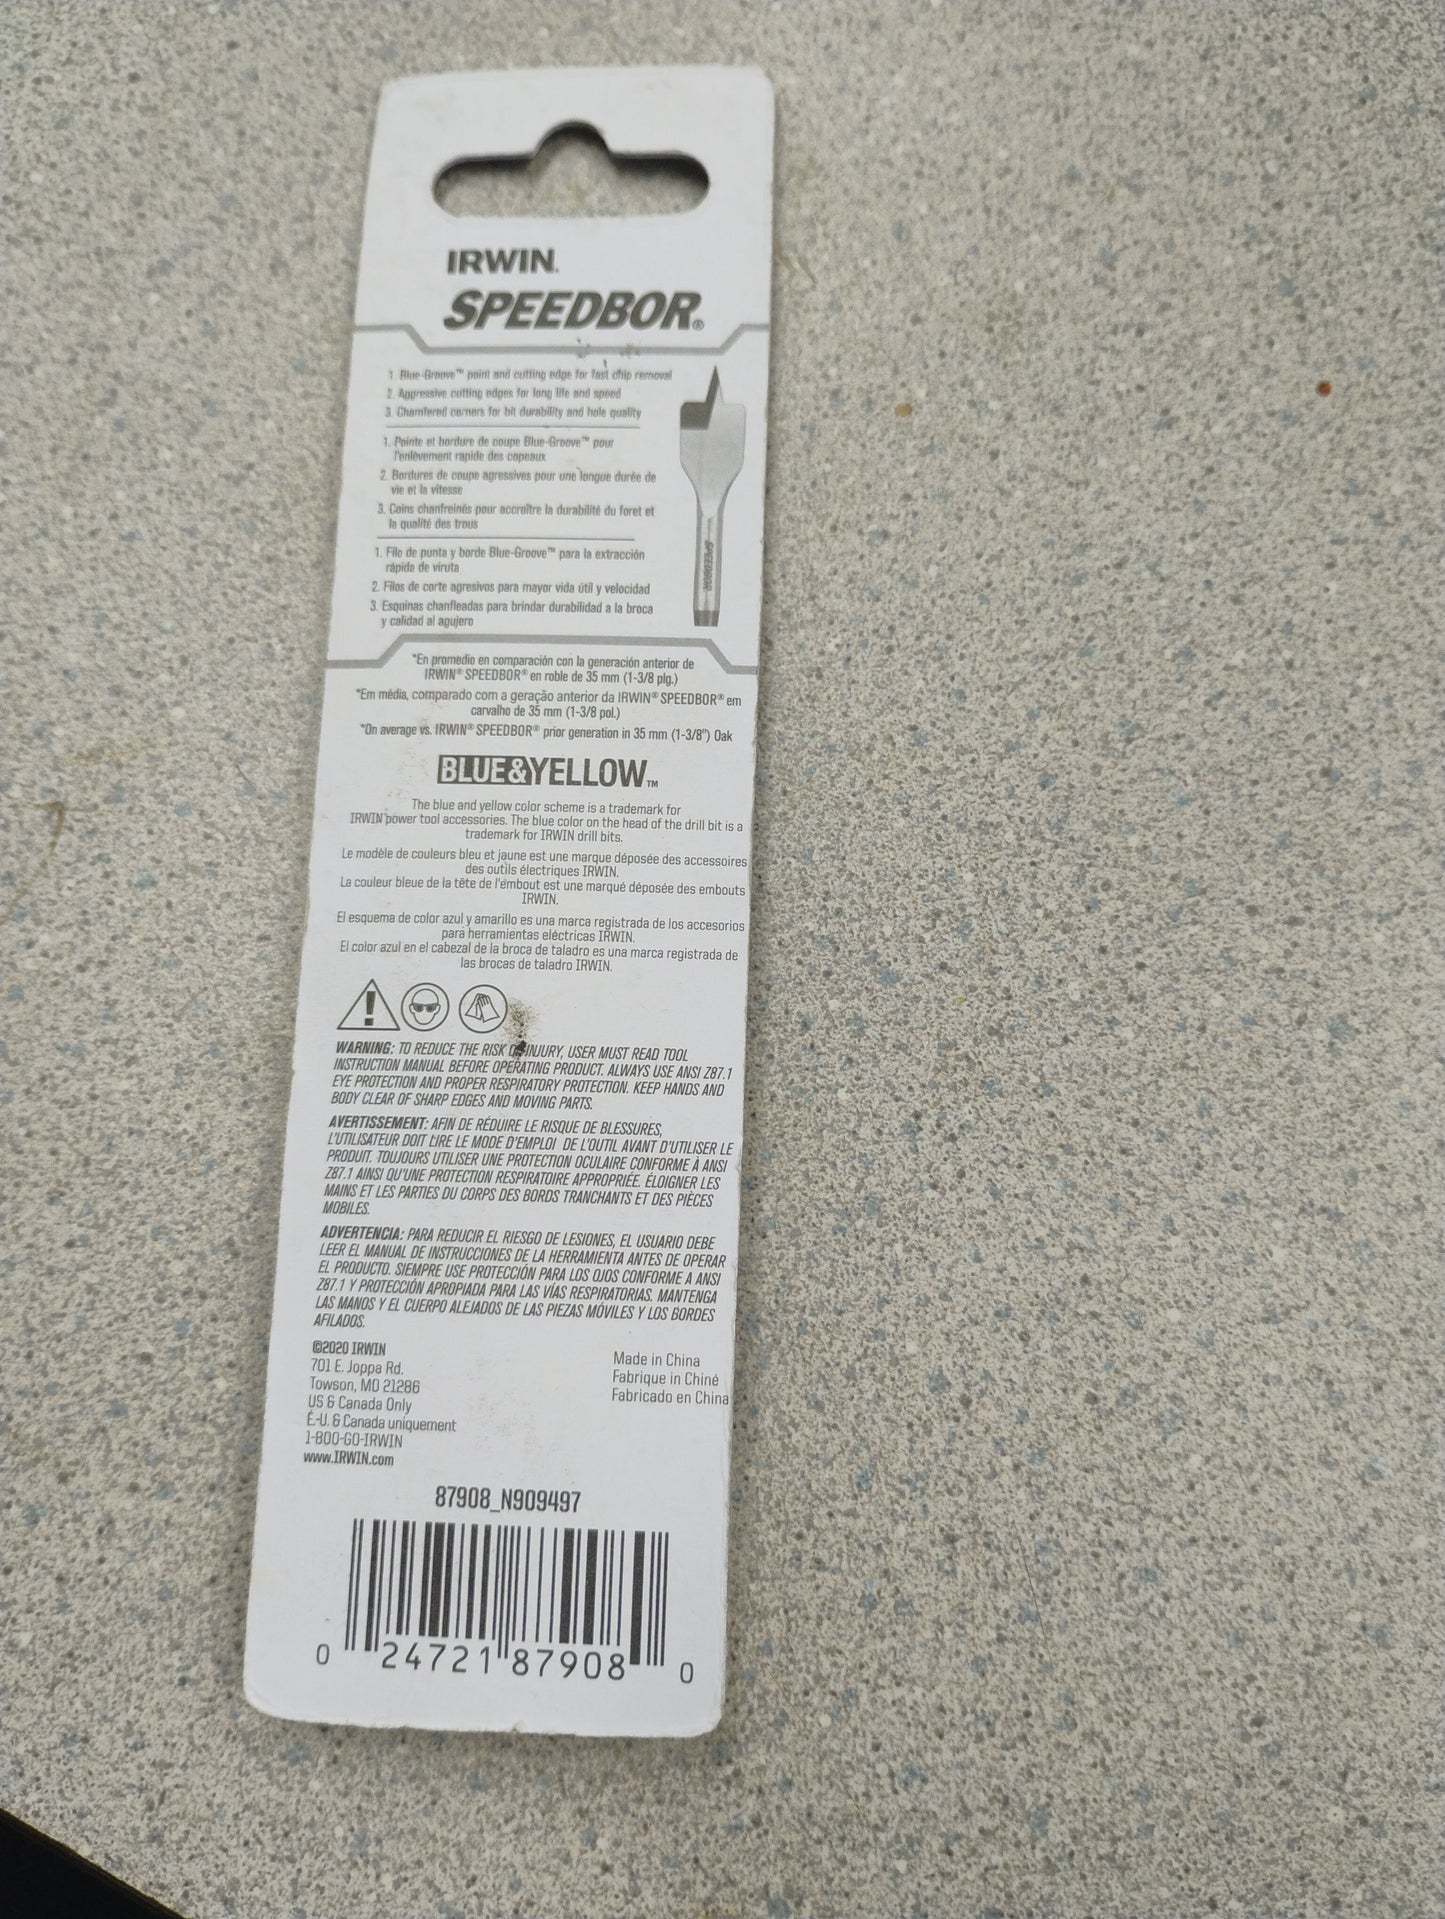 IRWIN.
SPEEDBOR®
1. Blue-Groove™ point and cutting edge for fast chip removal
2. Aggressive cutting edges for long life and speed
3. Chamfered corners for bit durability and hole quality
1. Pointe et bordure de coupe Blue-Groove™ pour
l'enlèvement rapide des copeaux
2. Bordures de coupe agressives pour une longue durée de
vie et la vitesse
3. Coins chanfreinés pour accroître la durabilité du foret et
la qualité des trous
1. Filo de punta y borde Blue-Groove™ para la extracción
rápida de viruta
2. Filos de corte agresivos para mayor vida útil y velocidad
3. Esquinas chanfleadas para brindar durabilidad a la broca
y calidad al agujero
SPEEDBOR
*En promedio en comparación con la generación anterior de
IRWIN® SPEEDBOR® en roble de 35 mm (1-3/8 plg.)
*Em média, comparado com a geração anterior da IRWIN® SPEEDBOR® em
carvalho de 35 mm (1-3/8 pol.)
*On average vs. IRWIN® SPEEDBOR® prior generation in 35 mm (1-3/8") Oak
BLUE&YELLOW™
The blue and yellow color scheme is a trademark for
IRWIN power tool accessories. The blue color on the head of the drill bit is a
trademark for IRWIN drill bits.
Le modèle de couleurs bleu et jaune est une marque déposée des accessoires
des outils électriques IRWIN.
La couleur bleue de la tête de l'embout est une marqué déposée des embouts
IRWIN.
El esquema de color azul y amarillo es una marca registrada de los accesorios
para herramientas eléctricas IRWIN.
El color azul en el cabezal de la broca de taladro es una marca registrada de
las brocas de taladro IRWIN.
WARNING: TO REDUCE THE RISK OF INJURY, USER MUST READ TOOL
INSTRUCTION MANUAL BEFORE OPERATING PRODUCT. ALWAYS USE ANSI Z87.1
EYE PROTECTION AND PROPER RESPIRATORY PROTECTION. KEEP HANDS AND
BODY CLEAR OF SHARP EDGES AND MOVING PARTS.
AVERTISSEMENT: AFIN DE RÉDUIRE LE RISQUE DE BLESSURES,
L'UTILISATEUR DOIT LIRE LE MODE D'EMPLOI DE L'OUTIL AVANT D'UTILISER LE
PRODUIT. TOUJOURS UTILISER UNE PROTECTION OCULAIRE CONFORME À ANSI
Z87.1 AINSI QU'UNE PROTECTION RESPIRATOIRE APPROPRIÉE. ÉLOIGNER LES
MAINS ET LES PARTIES DU CORPS DES BORDS TRANCHANTS ET DES PIÈCES
MOBILES.
ADVERTENCIA: PARA REDUCIR EL RIESGO DE LESIONES, EL USUARIO DEBE
LEER EL MANUAL DE INSTRUCCIONES DE LA HERRAMIENTA ANTES DE OPERAR
EL PRODUCTO. SIEMPRE USE PROTECCIÓN PARA LOS OJOS CONFORME A ANSI
Z87.1 Y PROTECCIÓN APROPIADA PARA LAS VÍAS RESPIRATORIAS. MANTENGA
LAS MANOS Y EL CUERPO ALEJADOS DE LAS PIEZAS MÓVILES Y LOS BORDES
AFILADOS.
©2020 IRWIN
701 E. Joppa Rd.
Towson, MD 21286
US & Canada Only
É.-U. & Canada uniquement
1-800-GO-IRWIN
www.IRWIN.com
Made in China
Fabrique in Chine
Fabricado en China
87908_N909497
0 24721 87908 0